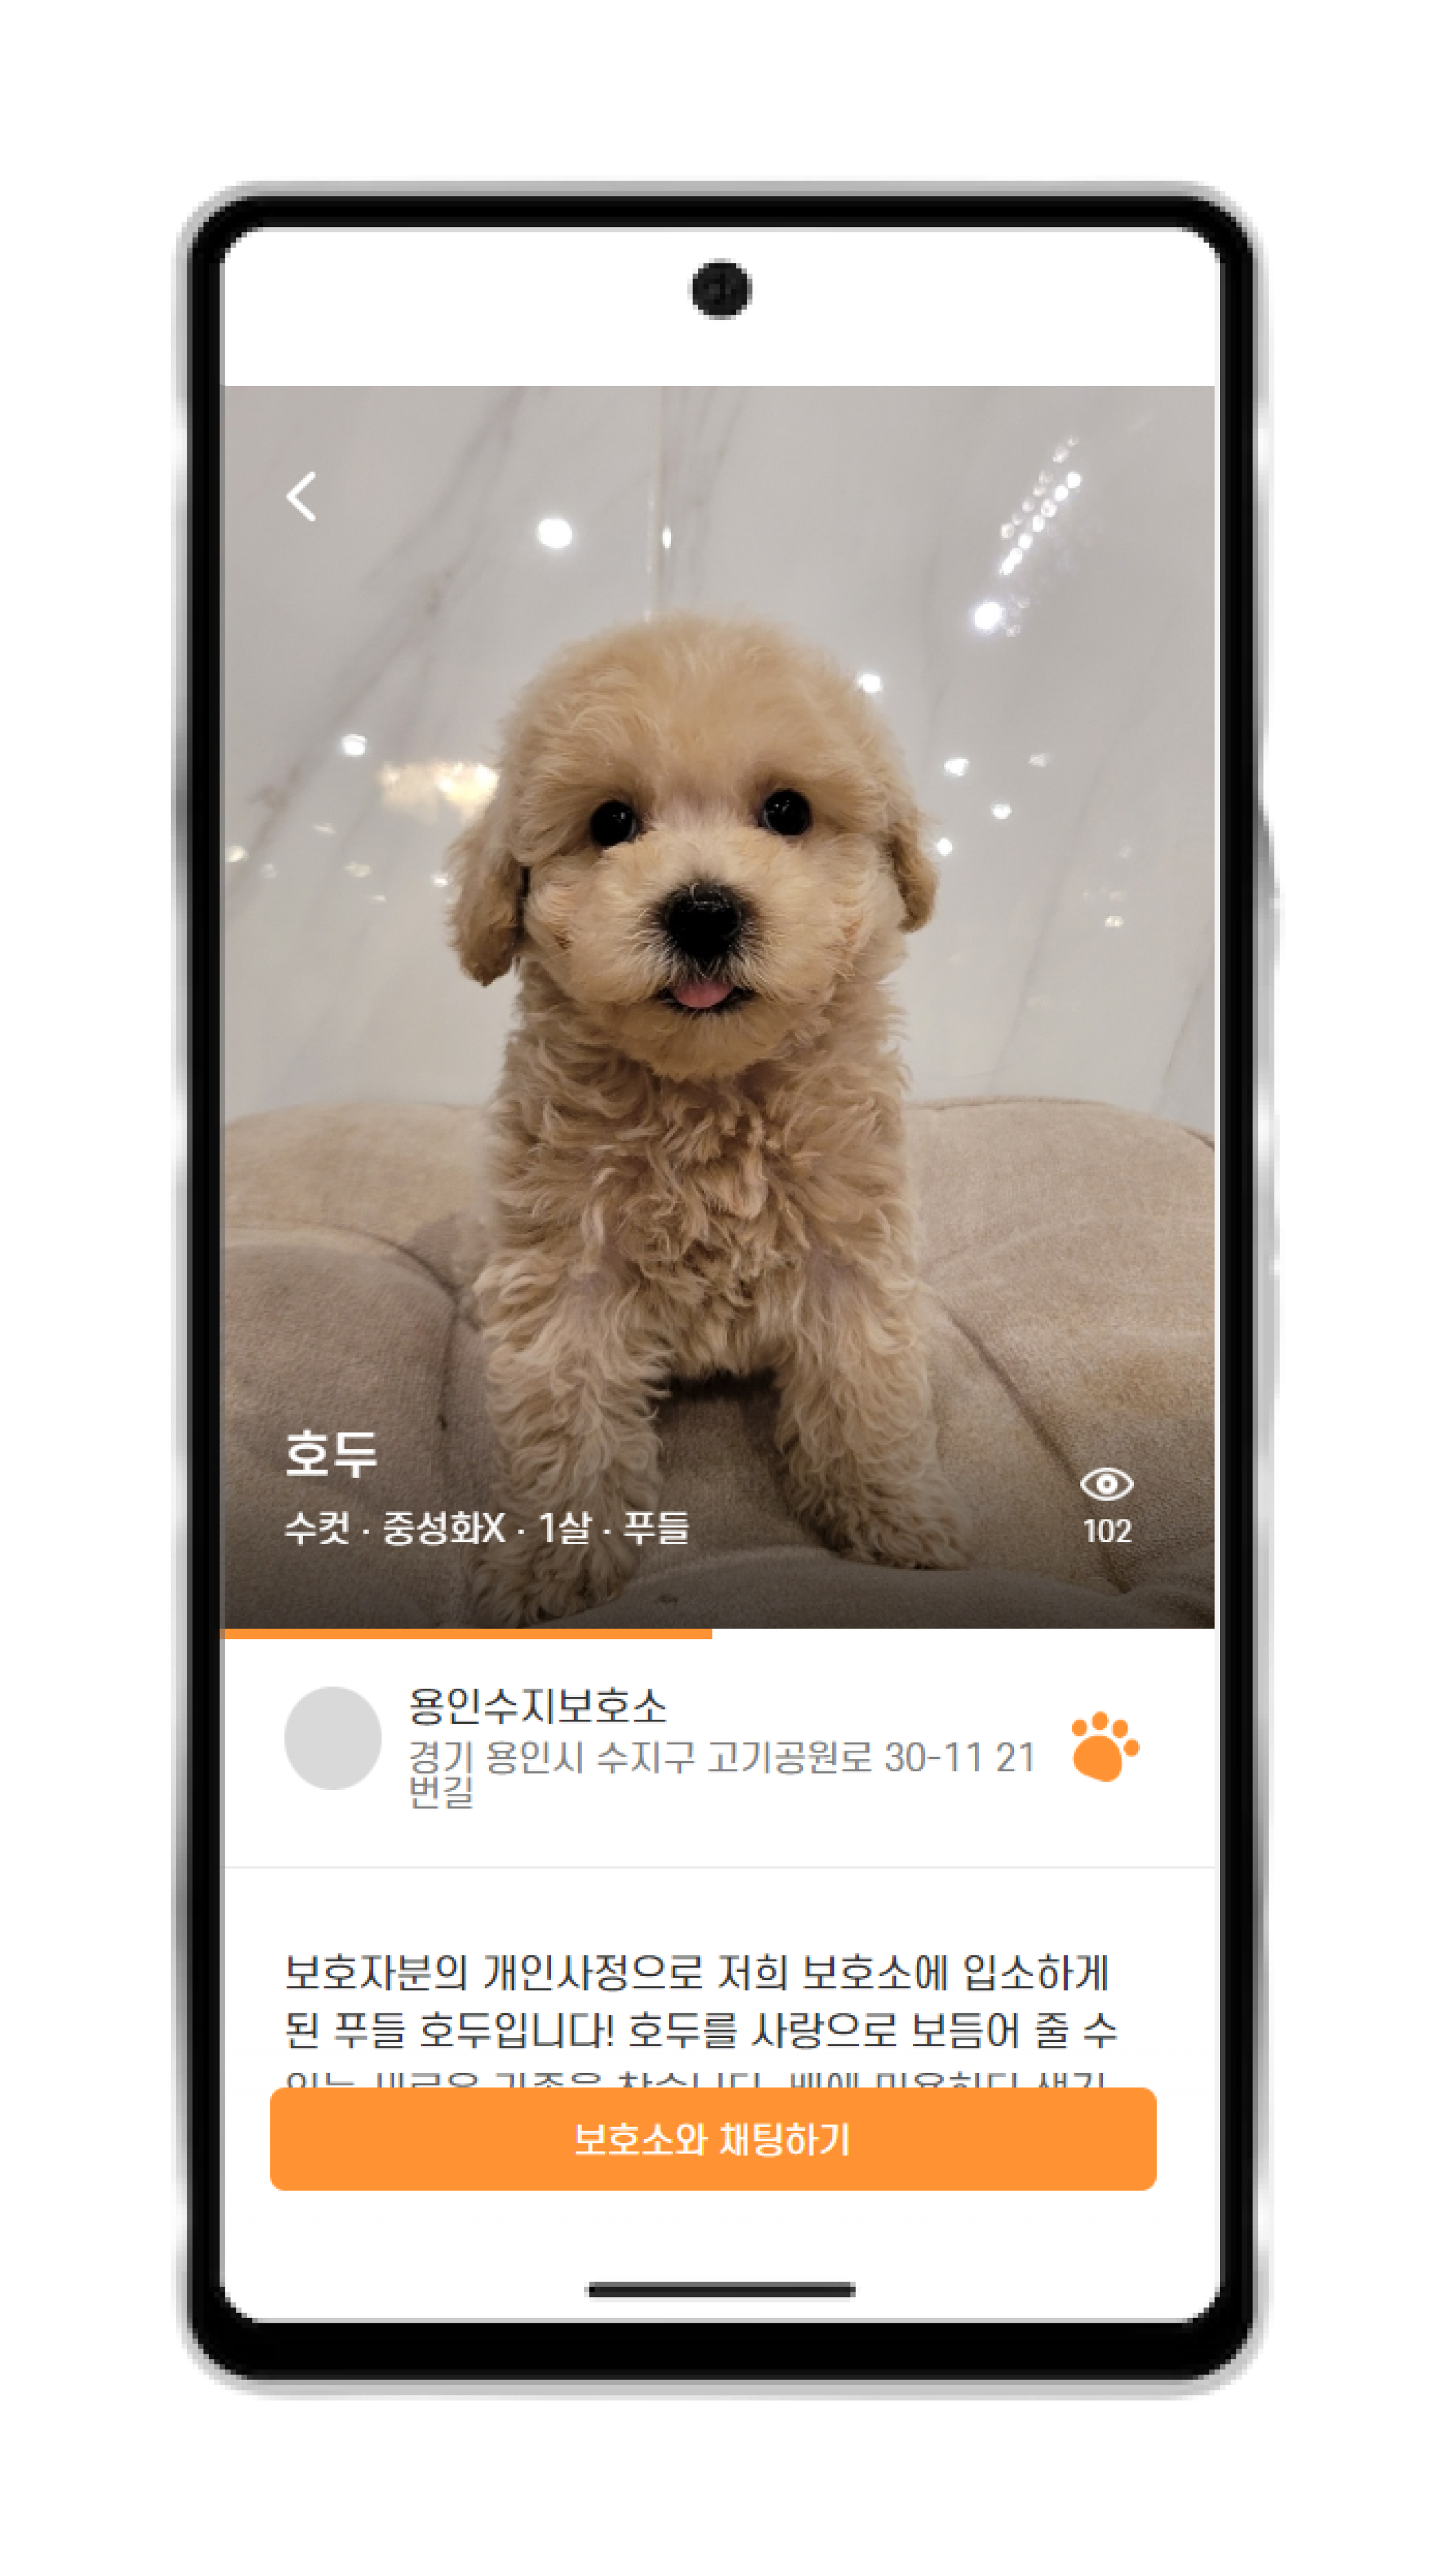 호두
수컷 · 중성화X · 1살 · 푸들
102
용인수지보호소
경기 용인시 수지구 고기공원로 30-11 21
번길
보호자분의 개인사정으로 저희 보호소에 입소하게
된 푸들 호두입니다! 호두를 사랑으로 보듬어 줄 수
보호소와 채팅하기